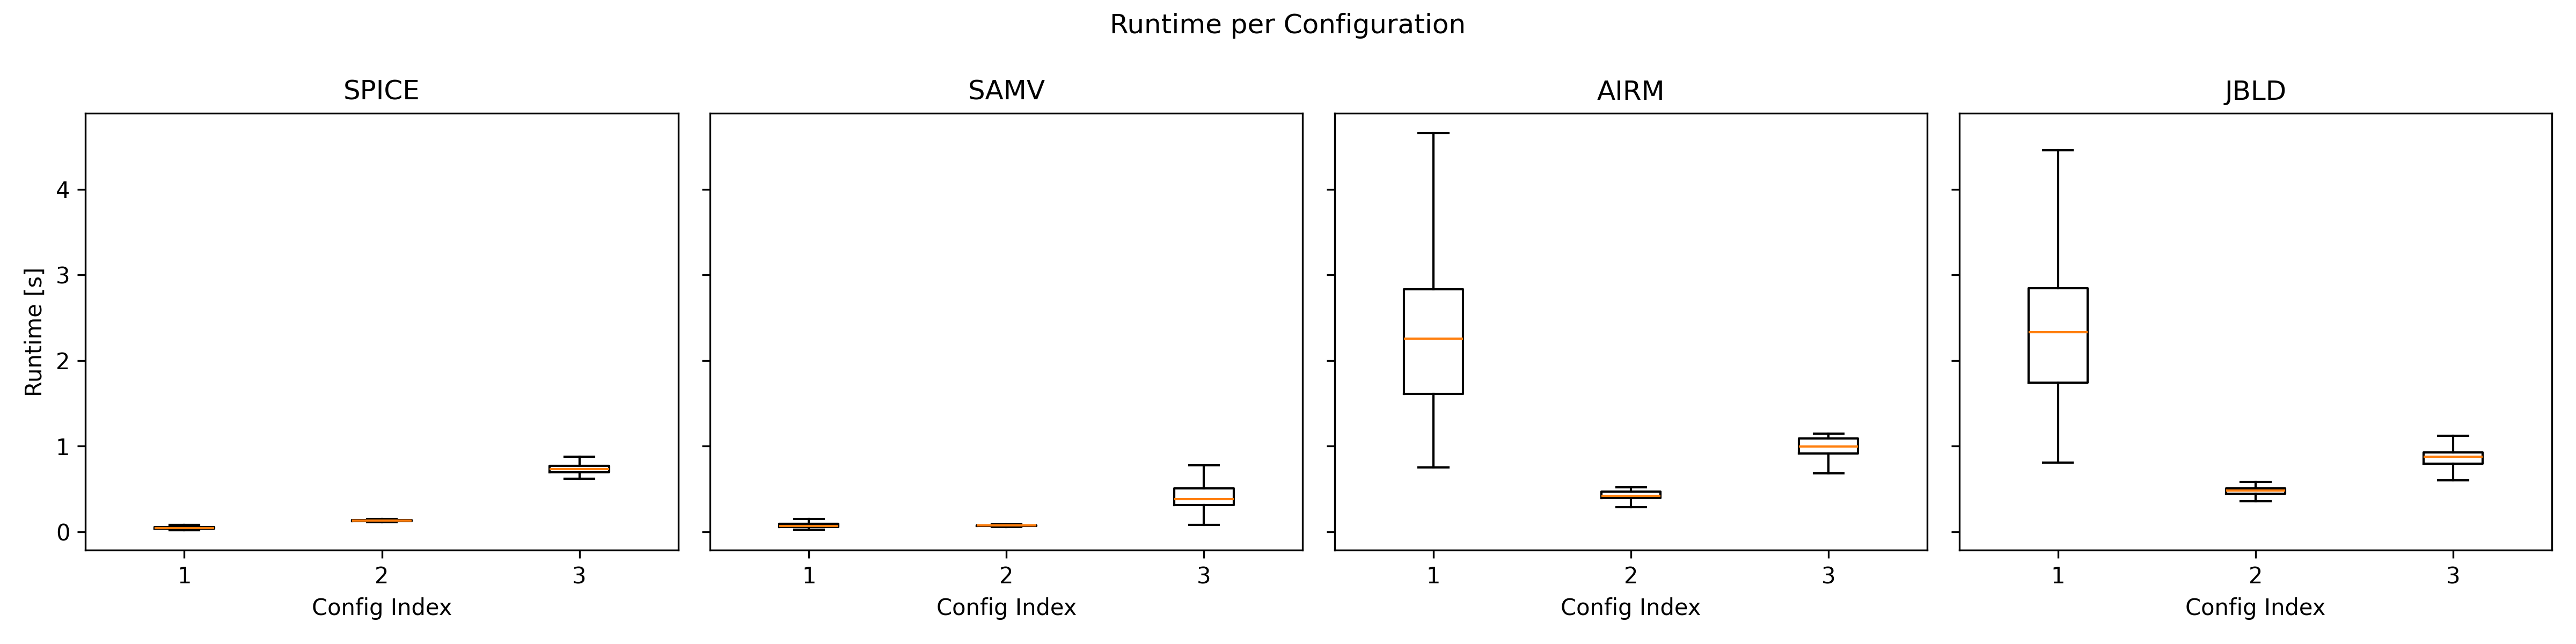 Runtime per Configuration
SPICE
SAMV
AIRM
JBLD
Runtime [s]
4
3
2
1
0
1 2 3
1 2 3
1 2 3
1 2 3
Config Index
Config Index
Config Index
Config Index